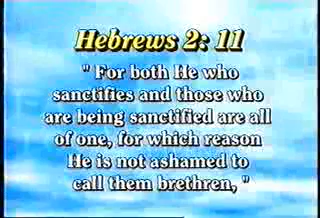 Hebrews 2: 11
" For both He who
sanctifies and those who
are being sanctified are all
of one, for which reason
He is not ashamed to
call them brethren, "